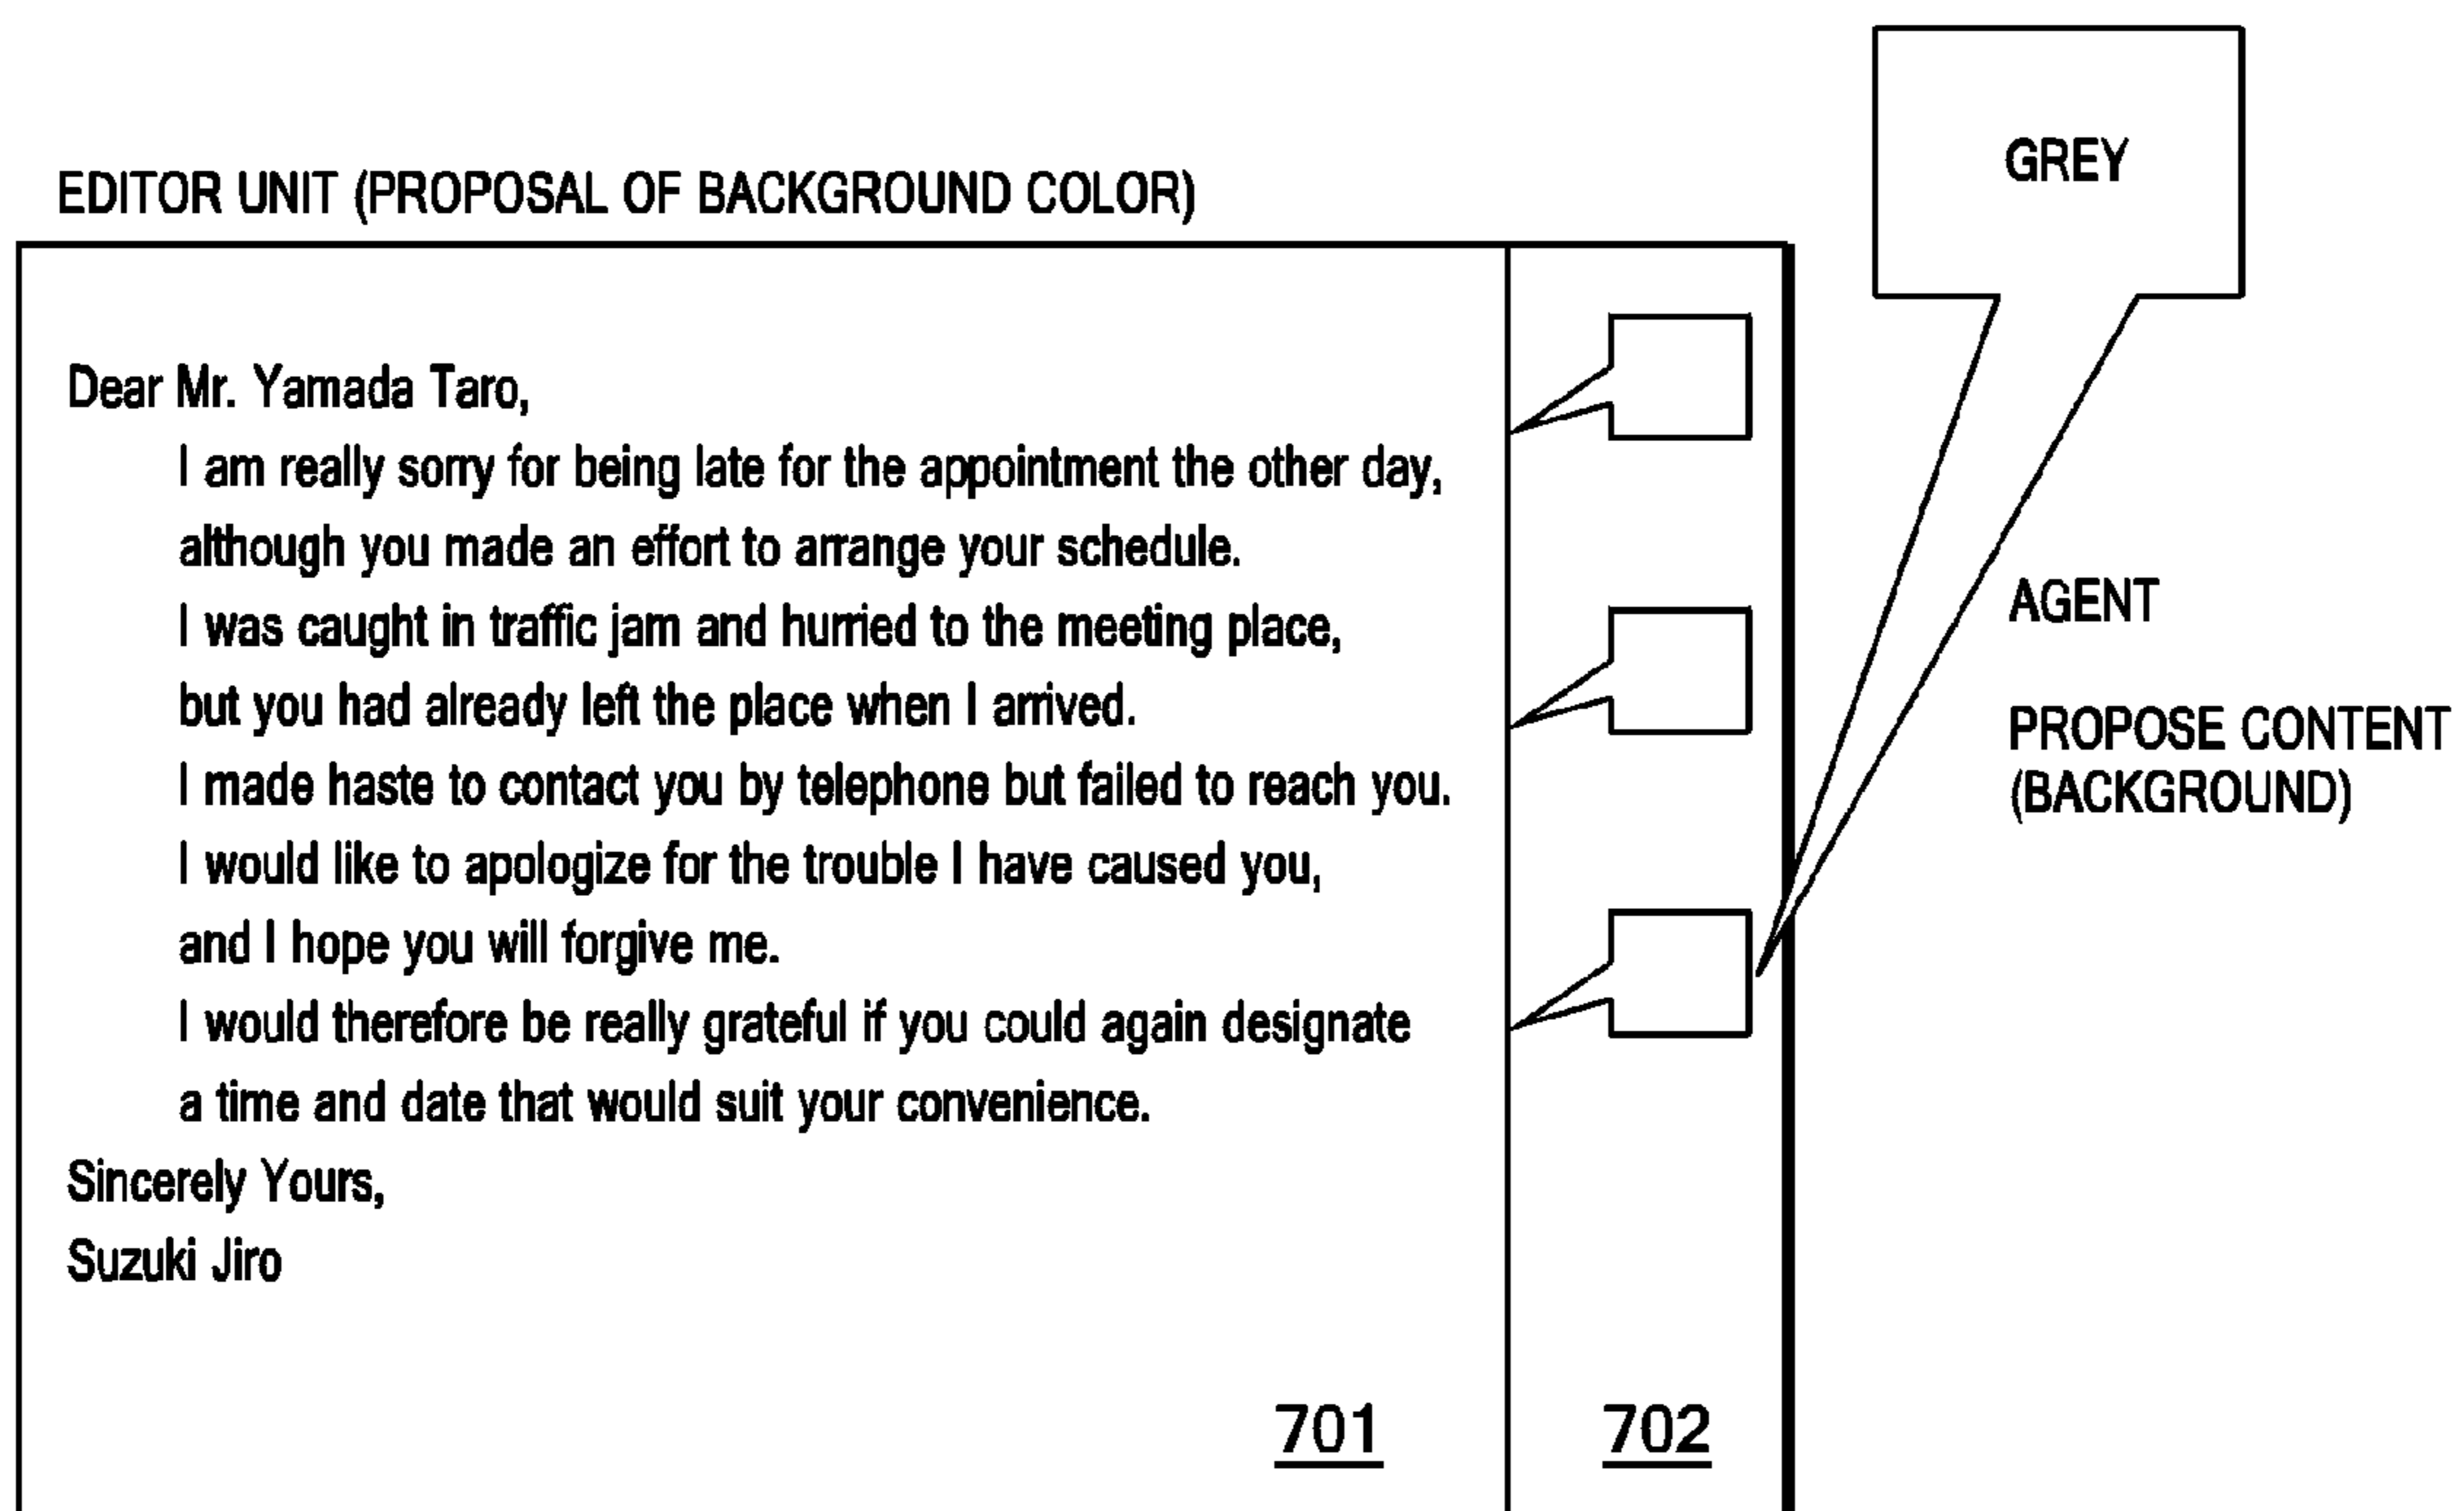 GREY
EDITOR UNIT (PROPOSAL OF BACKGROUND COLOR)
Dear Mr. Yamada Taro,
I am really sorry for being late for the appointment the other day,
although you made an effort to arrange your schedule.
I was caught in traffic jam and hurried to the meeting place,
but you had already left the place when I arrived.
I made haste to contact you by telephone but failed to reach you.
I would like to apologize for the trouble I have caused you,
and I hope you will forgive me.
I would therefore be really grateful if you could again designate
a time and date that would suit your convenience.
Sincerely Yours,
Suzuki Jiro
AGENT
PROPOSE CONTENT
(BACKGROUND)
701
702